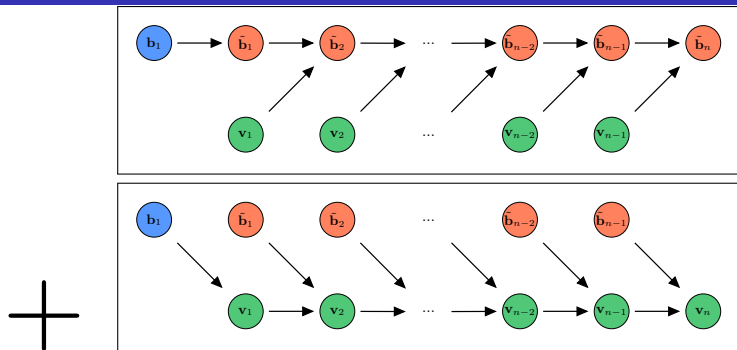 b₁ b̃₁ b̃₂ ... b̃ₙ₋₂ b̃ₙ₋₁ b̃ₙ
v₁ v₂ ... vₙ₋₂ vₙ₋₁
b₁ b̃₁ b̃₂ ... b̃ₙ₋₂ b̃ₙ₋₁
+ v₁ v₂ ... vₙ₋₂ vₙ₋₁ vₙ